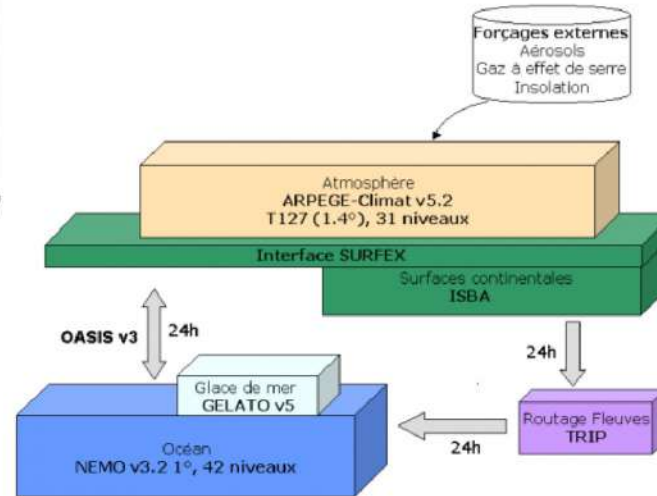 Forçages externes
Aérosols
Gaz à effet de serre
Insolation
Atmosphère
ARPEGE-Climat v5.2
T127 (1.4°), 31 niveaux
Interface SURFEX
Surfaces continentales
ISBA
OASIS v3
24h
24h
Glace de mer
GELATO v5
Routage Fleuves
TRIP
24h
Océan
NEMO v3.2 1°, 42 niveaux